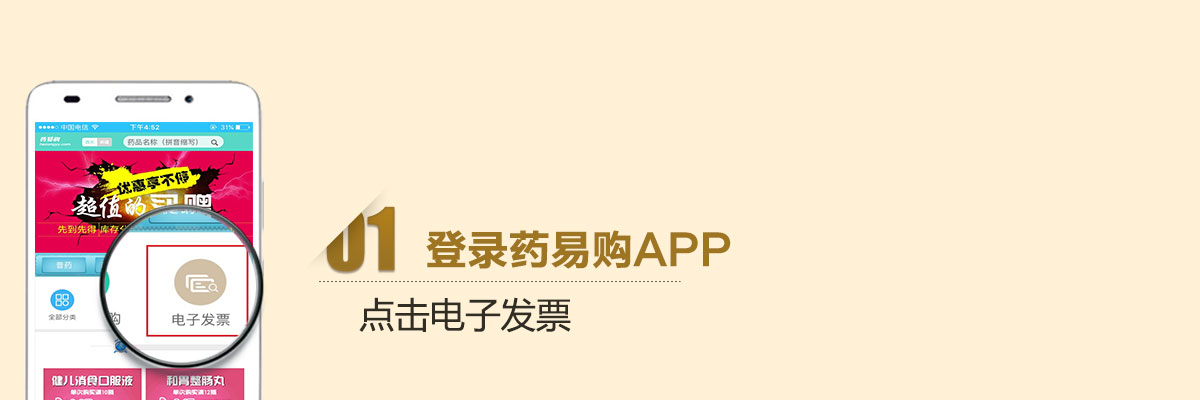 中国电信
下午4:52
31%
药易购
药品名称（拼音缩写）
优惠享不停
超值的
先到先得 库存
普药
全部分类
购
电子发票
健儿消食口服液
和胃整肠丸
01
登录药易购APP
点击电子发票